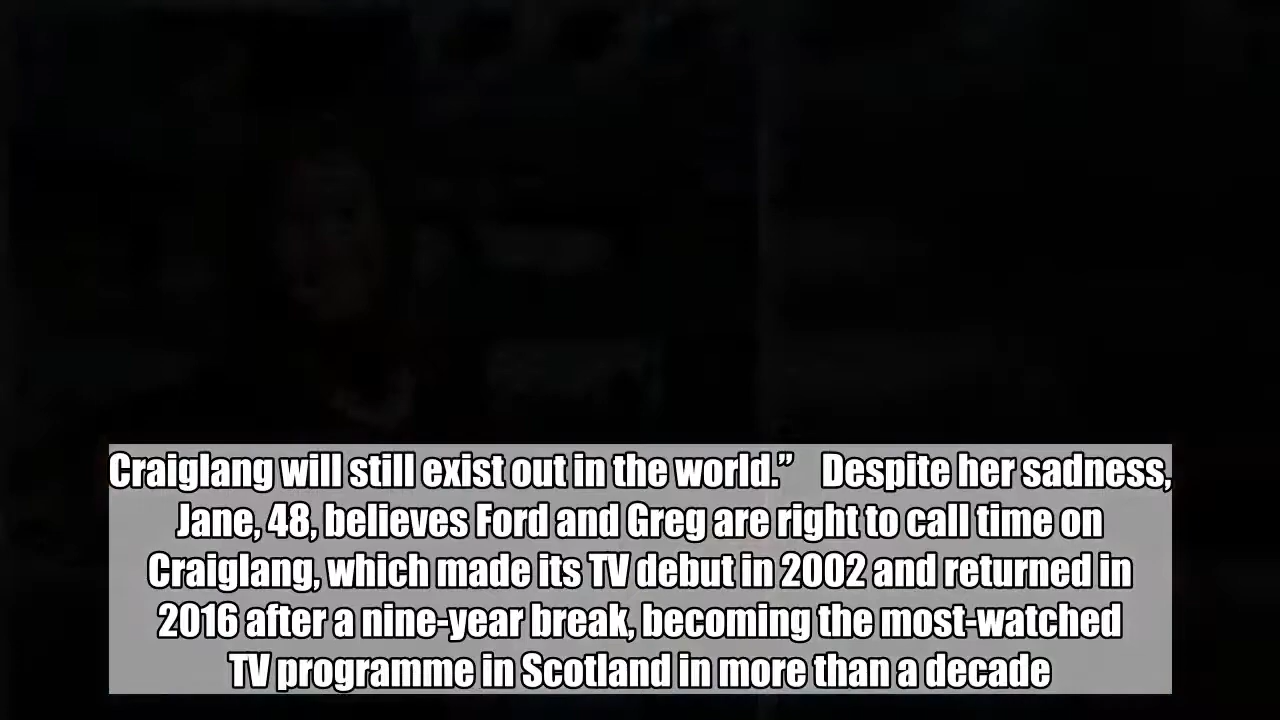 Craiglang will still exist out in the world.”    Despite her sadness,
Jane, 48, believes Ford and Greg are right to call time on
Craiglang, which made its TV debut in 2002 and returned in
2016 after a nine-year break, becoming the most-watched
TV programme in Scotland in more than a decade